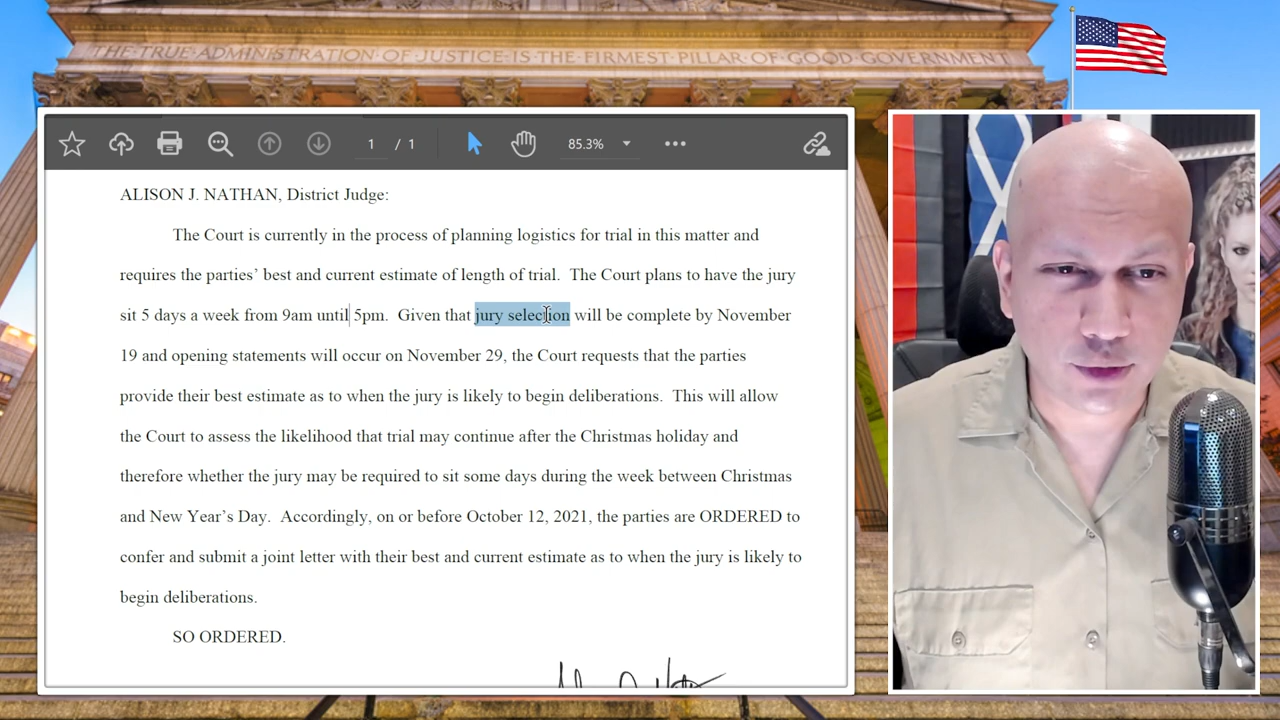 THE TRUE ADMINISTRATION OF JUSTICE IS THE FIRMEST PILLAR OF GOOD GOVERNMENT
1 / 1
85.3%
ALISON J. NATHAN, District Judge:
The Court is currently in the process of planning logistics for trial in this matter and
requires the parties’ best and current estimate of length of trial. The Court plans to have the jury
sit 5 days a week from 9am until 5pm. Given that jury selection will be complete by November
19 and opening statements will occur on November 29, the Court requests that the parties
provide their best estimate as to when the jury is likely to begin deliberations. This will allow
the Court to assess the likelihood that trial may continue after the Christmas holiday and
therefore whether the jury may be required to sit some days during the week between Christmas
and New Year’s Day. Accordingly, on or before October 12, 2021, the parties are ORDERED to
confer and submit a joint letter with their best and current estimate as to when the jury is likely to
begin deliberations.
SO ORDERED.